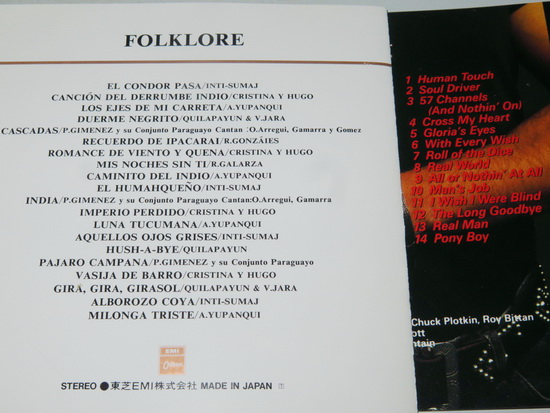 FOLKLORE
EL CONDOR PASA/INTI-SUMAJ
CANCIÓN DEL DERRUMBE INDIO/CRISTINA Y HUGO
LOS EJES DE MI CARRETA/A.YUPANQUI
DUERME NEGRITO/QUILAPAYUN & V.JARA
CASCADAS/P.GIMENEZ y su Conjunto Paraguayo Cantan :O.Arregui, Gamarra y Gomez
RECUERDO DE IPACARAI/R.GONZÁIES
ROMANCE DE VIENTO Y QUENA/CRISTINA Y HUGO
MIS NOCHES SIN TI/R.GALARZA
CAMINITO DEL INDIO/A.YUPANQUI
EL HUMAHUQUEÑO/INTI-SUMAJ
INDIA/P.GIMENEZ y su Conjunto Paraguayo Cantan:O.Arregui, Gamarra
IMPERIO PERDIDO/CRISTINA Y HUGO
LUNA TUCUMANA/A.YUPANQUI
AQUELLOS OJOS GRISES/INTI-SUMAJ
HUSH-A-BYE/QUILAPAYUN
PAJARO CAMPANA/P.GIMENEZ y su Conjunto Paraguayo
VASIJA DE BARRO/CRISTINA Y HUGO
GIRA, GIRA, GIRASOL/QUILAPAYUN & V.JARA
ALBOROZO COYA/INTI-SUMAJ
MILONGA TRISTE/A.YUPANQUI
EMI
Odeon
STEREO ●東芝EMI株式会社 MADE IN JAPAN
1 Human Touch
2 Soul Driver
3 57 Channels
(And Nothin' On)
4 Cross My Heart
5 Gloria's Eyes
6 With Every Wish
7 Roll of the Dice
8 Real World
9 All or Nothin' At All
10 Man's Job
11 I Wish I Were Blind
12 The Long Goodbye
13 Real Man
14 Pony Boy
Chuck Plotkin, Roy Bittan
ott
ntain